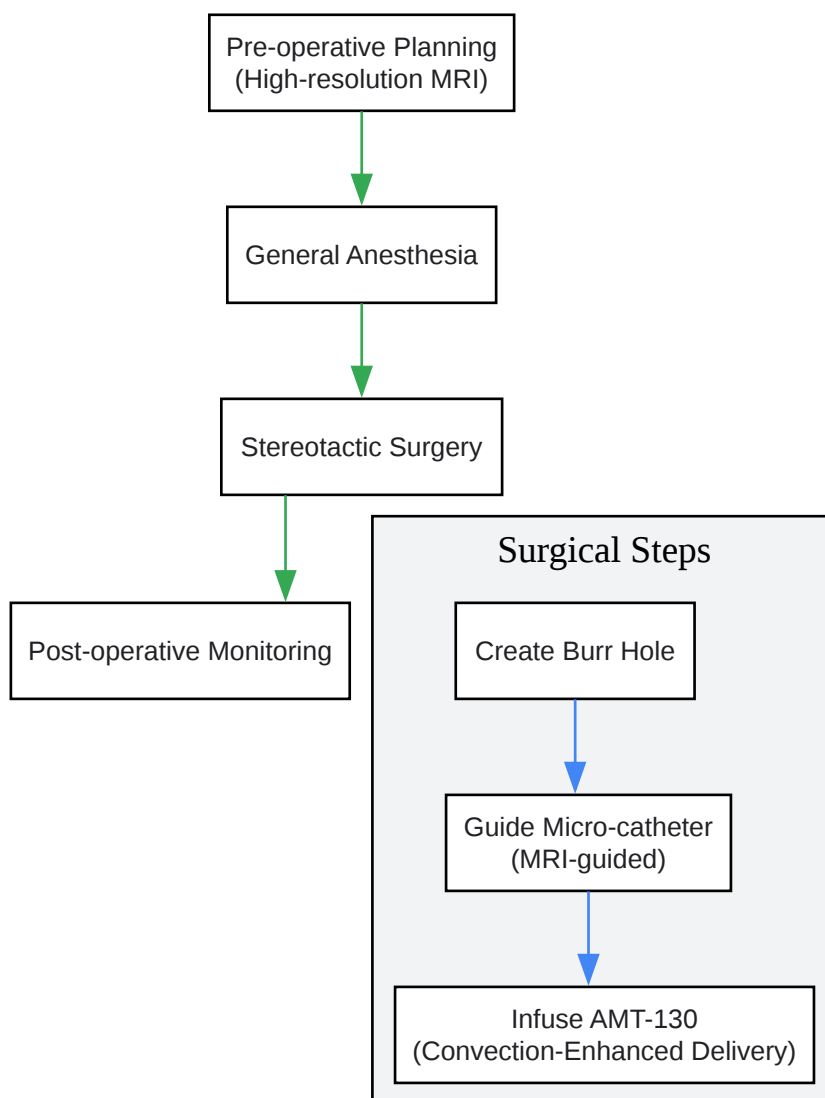 Pre-operative Planning
(High-resolution MRI)
General Anesthesia
Stereotactic Surgery
Post-operative Monitoring
Surgical Steps
Create Burr Hole
Guide Micro-catheter
(MRI-guided)
Infuse AMT-130
(Convection-Enhanced Delivery)